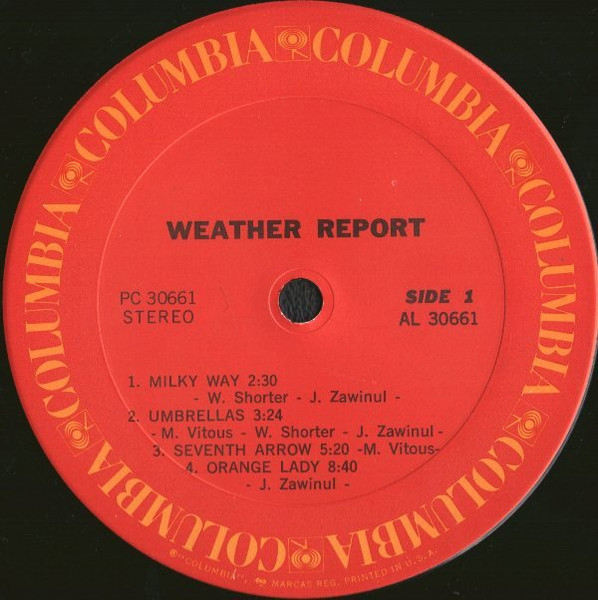 COLUMBIA COLUMBIA COLUMBIA COLUMBIA COLUMBIA COLUMBIA COLUMBIA COLUMBIA
WEATHER REPORT
PC 30661
STEREO
SIDE 1
AL 30661
1. MILKY WAY 2:30
- W. Shorter - J. Zawinul -
2. UMBRELLAS 3:24
- M. Vitous - W. Shorter - J. Zawinul -
3. SEVENTH ARROW 5:20 -M. Vitous-
4. ORANGE LADY 8:40
- J. Zawinul -
®"COLUMBIA", MARCAS REG. PRINTED IN U.S.A.